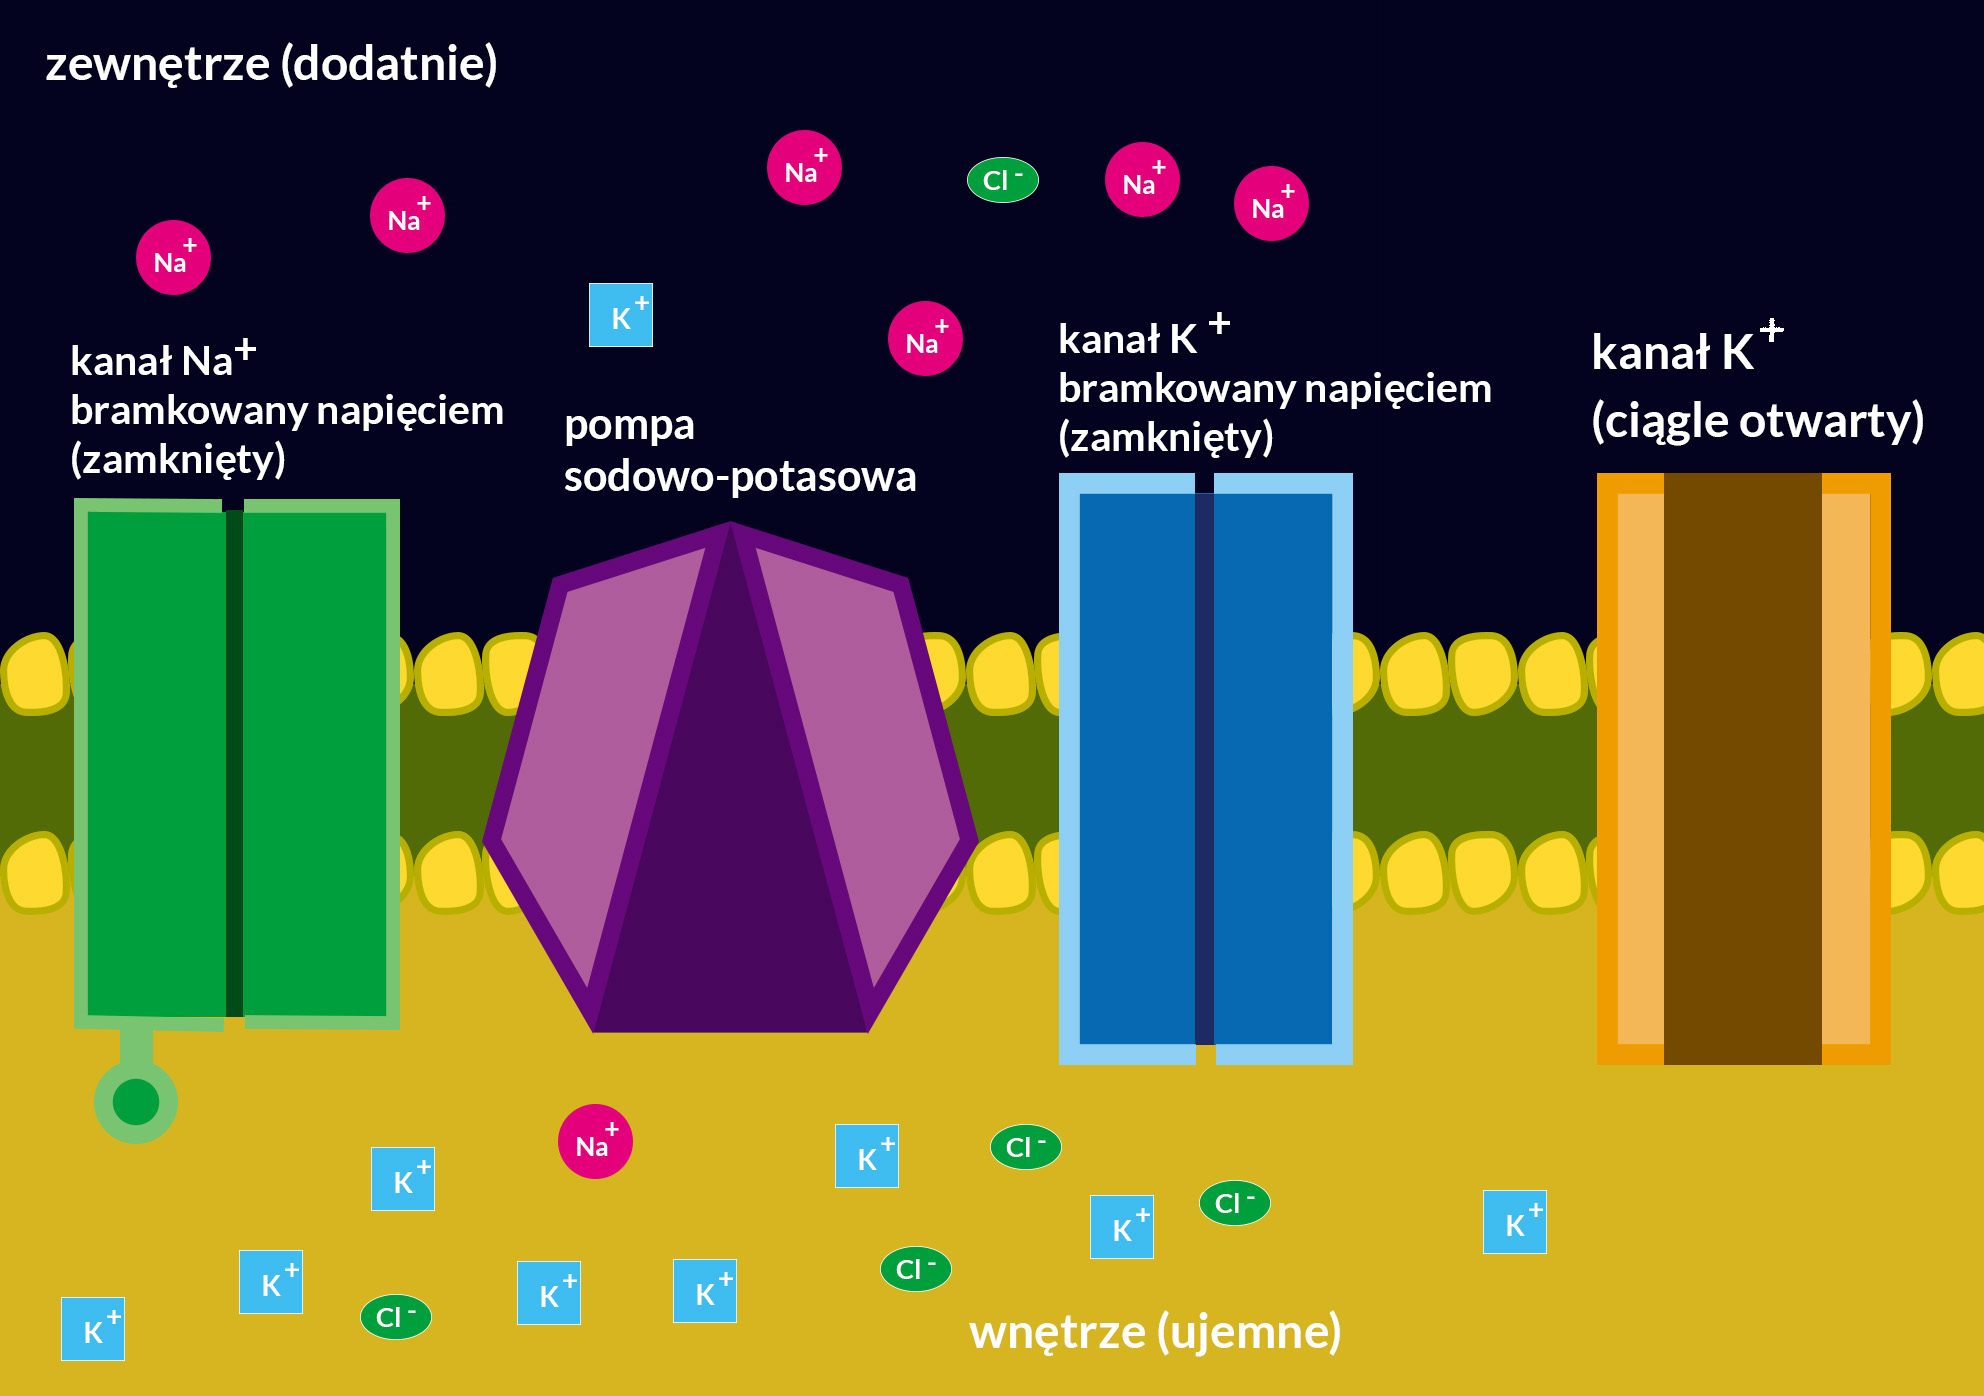 zewnętrze (dodatnie)
Na+
Cl-
Na+
Na+
Na+
Na+
K+
Na+
kanał Na+
bramkowany napięciem
(zamknięty)
pompa
sodowo-potasowa
kanał K+
bramkowany napięciem
(zamknięty)
kanał K+
(ciągle otwarty)
Na+
K+
Cl-
K+
Cl-
K+
K+
Cl-
K+
K+
K+
Cl-
K+
wnętrze (ujemne)